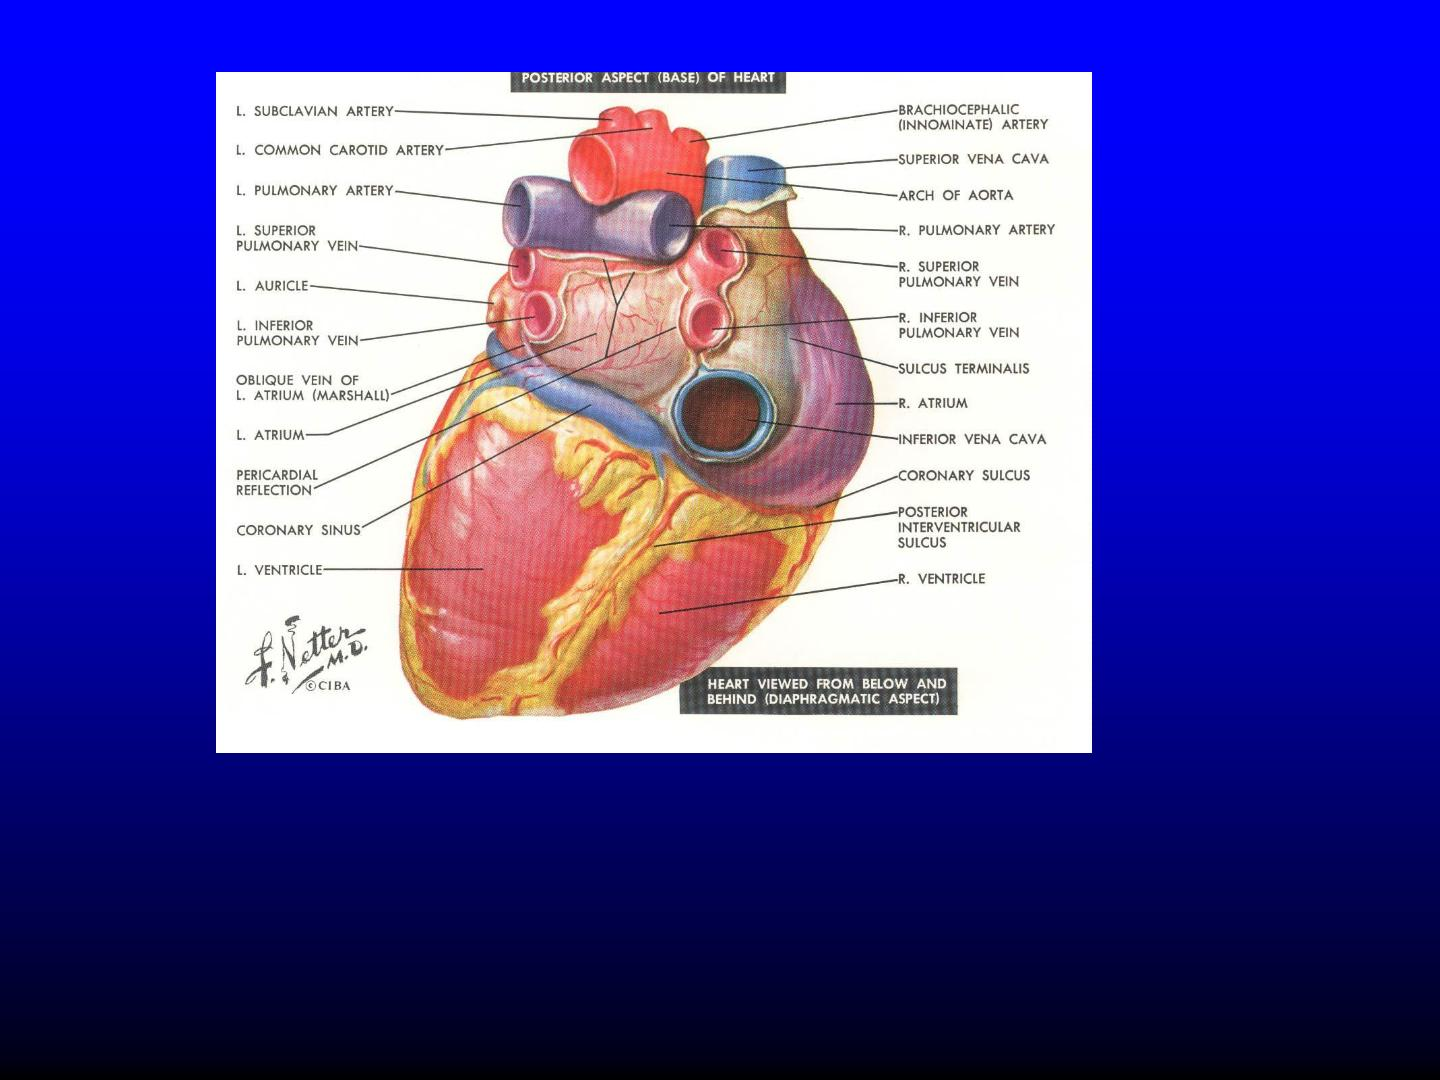 POSTERIOR ASPECT (BASE) OF HEART
L. SUBCLAVIAN ARTERY
L. COMMON CAROTID ARTERY
L. PULMONARY ARTERY
L. SUPERIOR
PULMONARY VEIN
L. AURICLE
L. INFERIOR
PULMONARY VEIN
OBLIQUE VEIN OF
L. ATRIUM (MARSHALL)
L. ATRIUM
PERICARDIAL
REFLECTION
CORONARY SINUS
L. VENTRICLE
BRACHIOCEPHALIC
(INNOMINATE) ARTERY
SUPERIOR VENA CAVA
ARCH OF AORTA
R. PULMONARY ARTERY
R. SUPERIOR
PULMONARY VEIN
R. INFERIOR
PULMONARY VEIN
SULCUS TERMINALIS
R. ATRIUM
INFERIOR VENA CAVA
CORONARY SULCUS
POSTERIOR
INTERVENTRICULAR
SULCUS
R. VENTRICLE
F. Netter
M.D.
©CIBA
HEART VIEWED FROM BELOW AND
BEHIND (DIAPHRAGMATIC ASPECT)